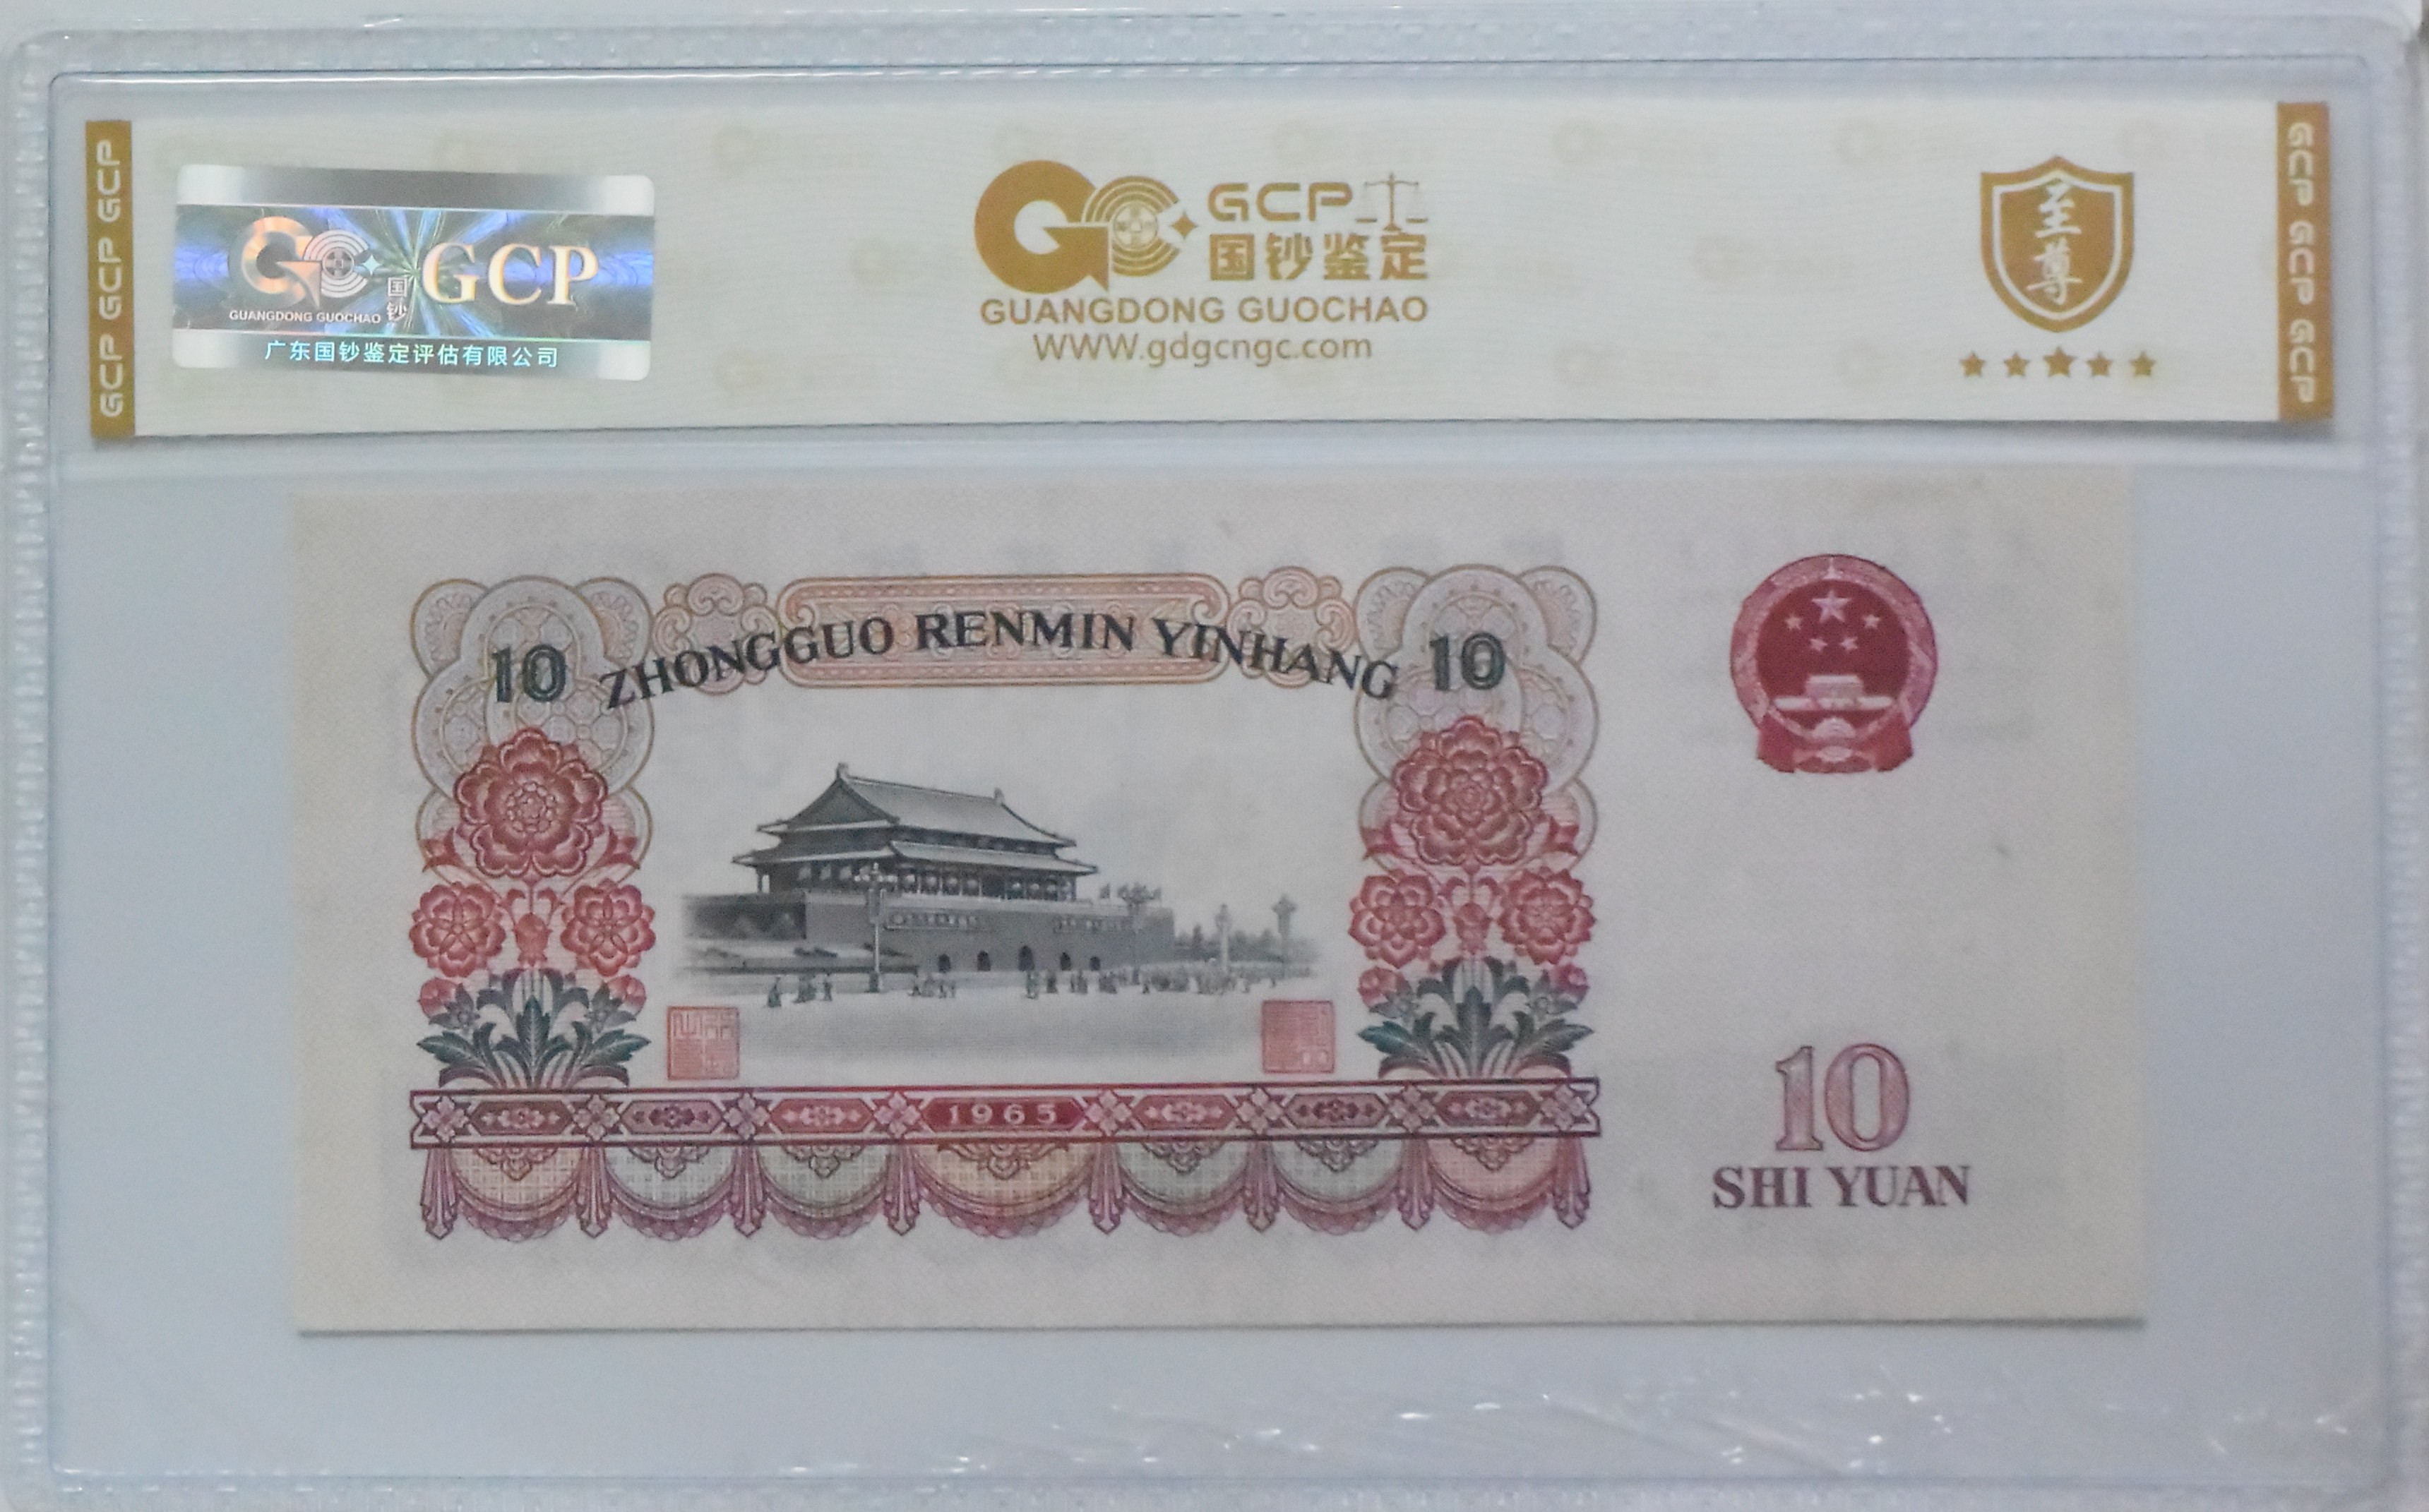 GCP GCP GCP
GUANGDONG GUOCHAO
国钞
GCP
广东国钞鉴定评估有限公司
GCP
国钞鉴定
GUANGDONG GUOCHAO
WWW.gdgcngc.com
至尊
GCP GCP GCP
10 ZHONGGUO RENMIN YINHANG 10
1965
10
SHI YUAN